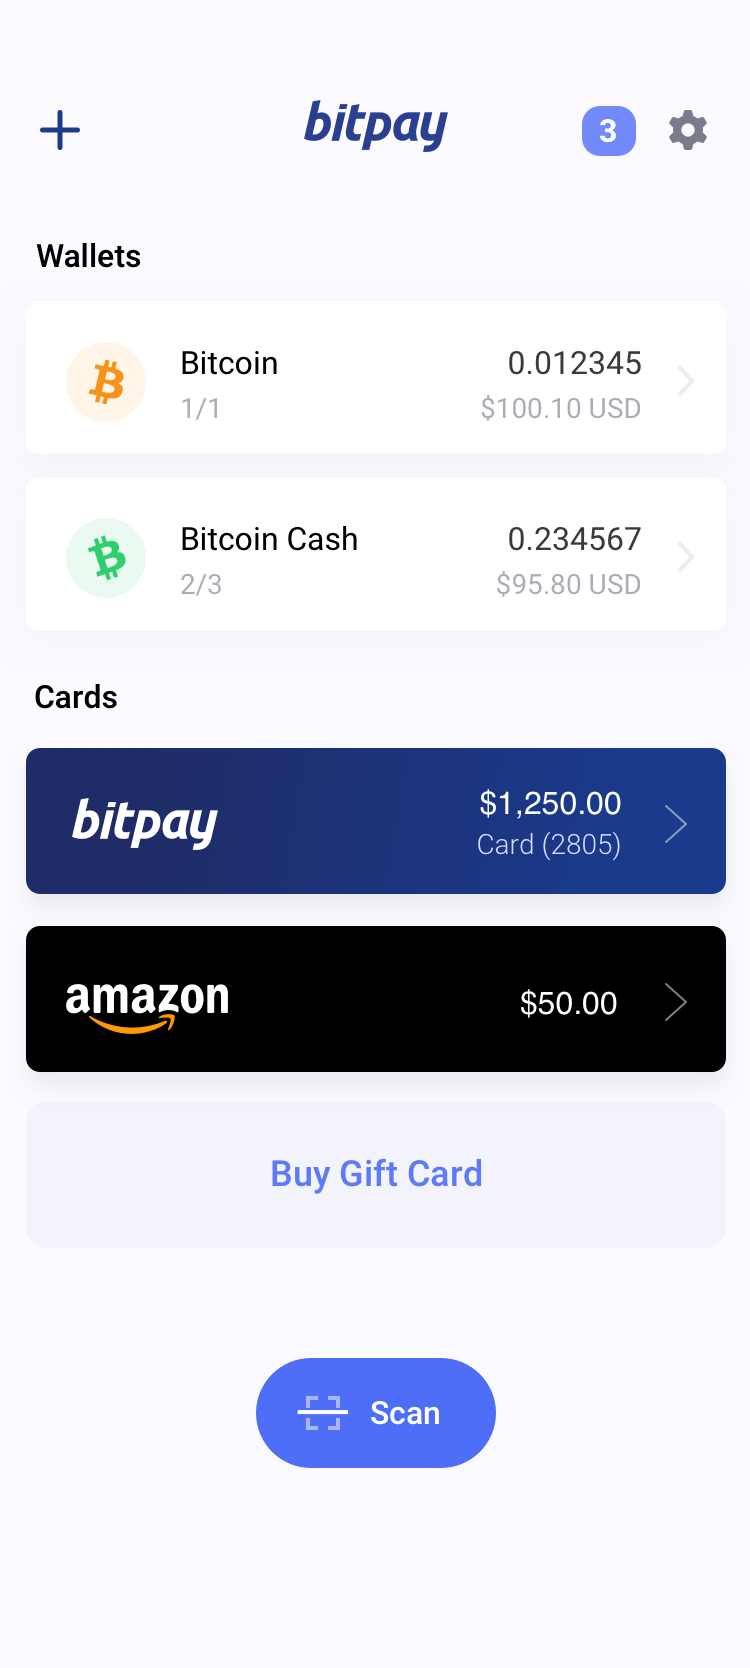 bitpay
3
Wallets
Bitcoin
0.012345
1/1
$100.10 USD
Bitcoin Cash
0.234567
2/3
$95.80 USD
Cards
bitpay
$1,250.00
Card (2805)
amazon
$50.00
Buy Gift Card
Scan